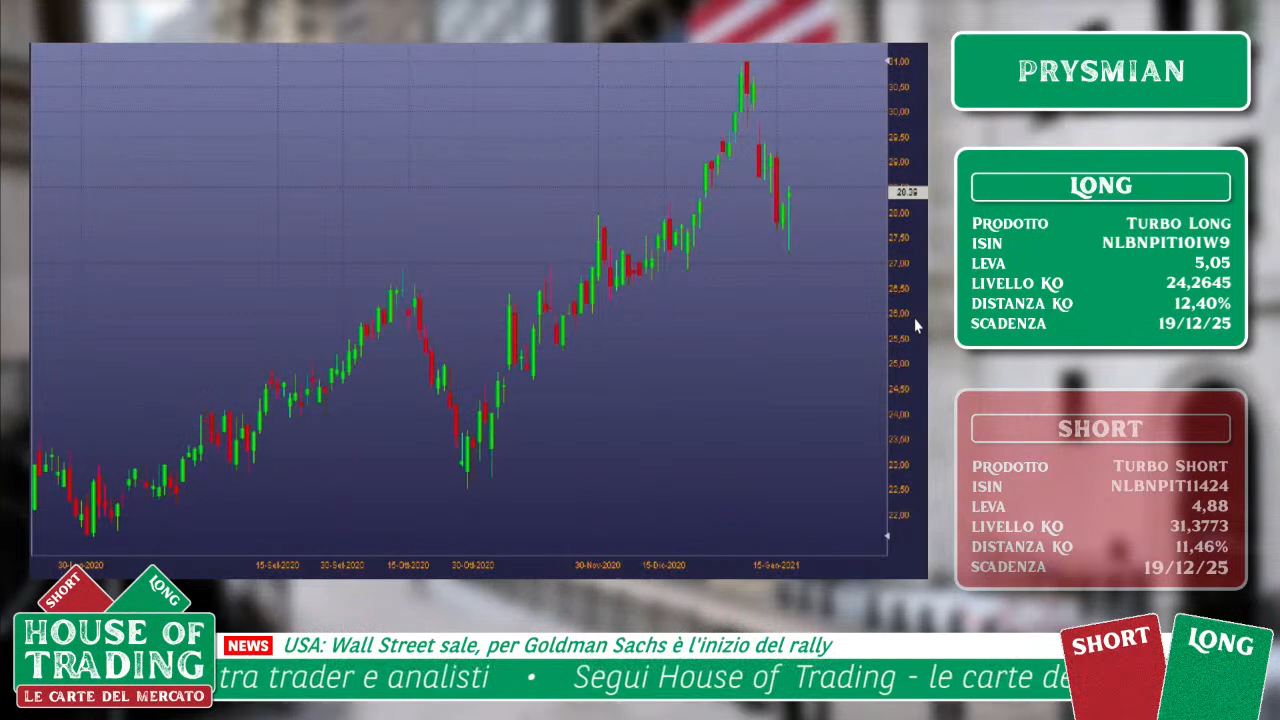 PRYSMIAN
31,00
30,50
30,00
29,50
29,00
28,39
28,00
27,50
27,00
26,50
26,00
25,50
25,00
24,50
24,00
23,50
23,00
22,50
22,00
15-Set-2020
30-Set-2020
15-Ott-2020
30-Ott-2020
30-Nov-2020
15-Dic-2020
15-Gen-2021
LONG
PRODOTTO TURBO LONG
ISIN NLBNPIT101W9
LEVA 5,05
LIVELLO KO 24,2645
DISTANZA KO 12,40%
SCADENZA 19/12/25
SHORT
PRODOTTO TURBO SHORT
ISIN NLBNPIT11424
LEVA 4,88
LIVELLO KO 31,3773
DISTANZA KO 11,46%
SCADENZA 19/12/25
SHORT LONG
HOUSE OF
TRADING
LE CARTE DEL MERCATO
NEWS USA: Wall Street sale, per Goldman Sachs è l'inizio del rally
tra trader e analisti • Segui House of Trading - le carte de
SHORT LONG